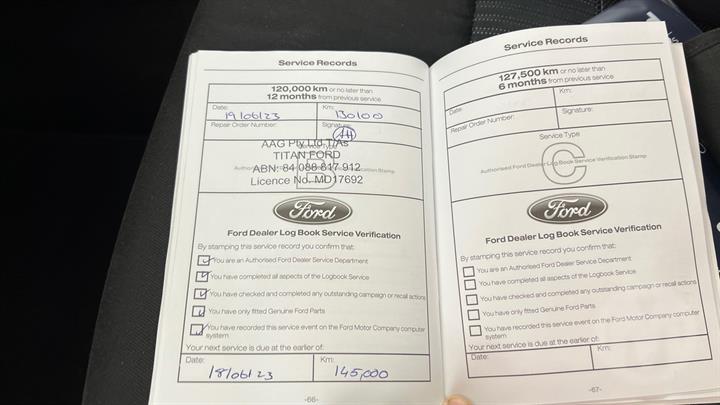 Service Records
120,000 km or no later than
12 months from previous service
Date:
Km:
19/06/23
130100
Repair Order Number:
Signature:
AAG Pty Ltd T/As
Service Type
TITAN FORD
B
Authorised Ford Dealer Log Book Service Verification Stamp
ABN: 84 088 817 912
Licence No. MD17692
Ford
Ford Dealer Log Book Service Verification
By stamping this service record you confirm that:
You are an Authorised Ford Dealer Service Department
You have completed all aspects of the Logbook Service
You have checked and completed any outstanding campaign or recall actions
You have only fitted Genuine Ford Parts
You have recorded this service event on the Ford Motor Company computer
system
Your next service is due at the earlier of:
Date:
Km:
18/06/23
145,000
-66-
Service Records
127,500 km or no later than
6 months from previous service
Date:
Km:
Repair Order Number:
Signature:
Service Type
C
Authorised Ford Dealer Log Book Service Verification Stamp
Ford
Ford Dealer Log Book Service Verification
By stamping this service record you confirm that:
You are an Authorised Ford Dealer Service Department
You have completed all aspects of the Logbook Service
You have checked and completed any outstanding campaign or recall actions
You have only fitted Genuine Ford Parts
You have recorded this service event on the Ford Motor Company computer
system
Your next service is due at the earlier of:
Date:
Km:
-67-